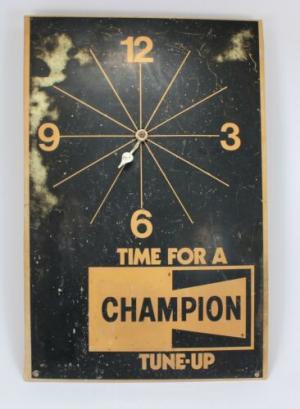 12
9 3
6
TIME FOR A
CHAMPION
TUNE-UP